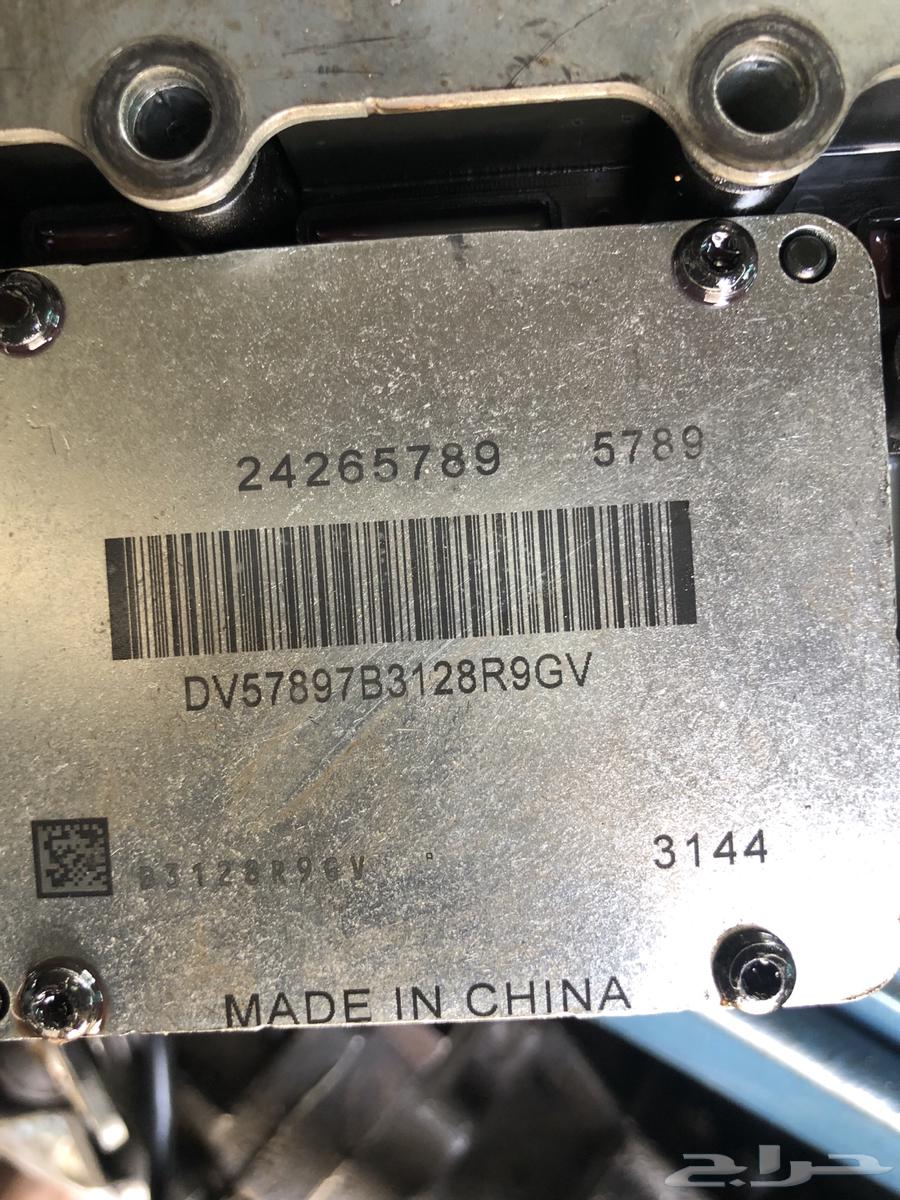 24265789 5789
DV57897B3128R9GV
B3128R9GV
3144
MADE IN CHINA
حراج